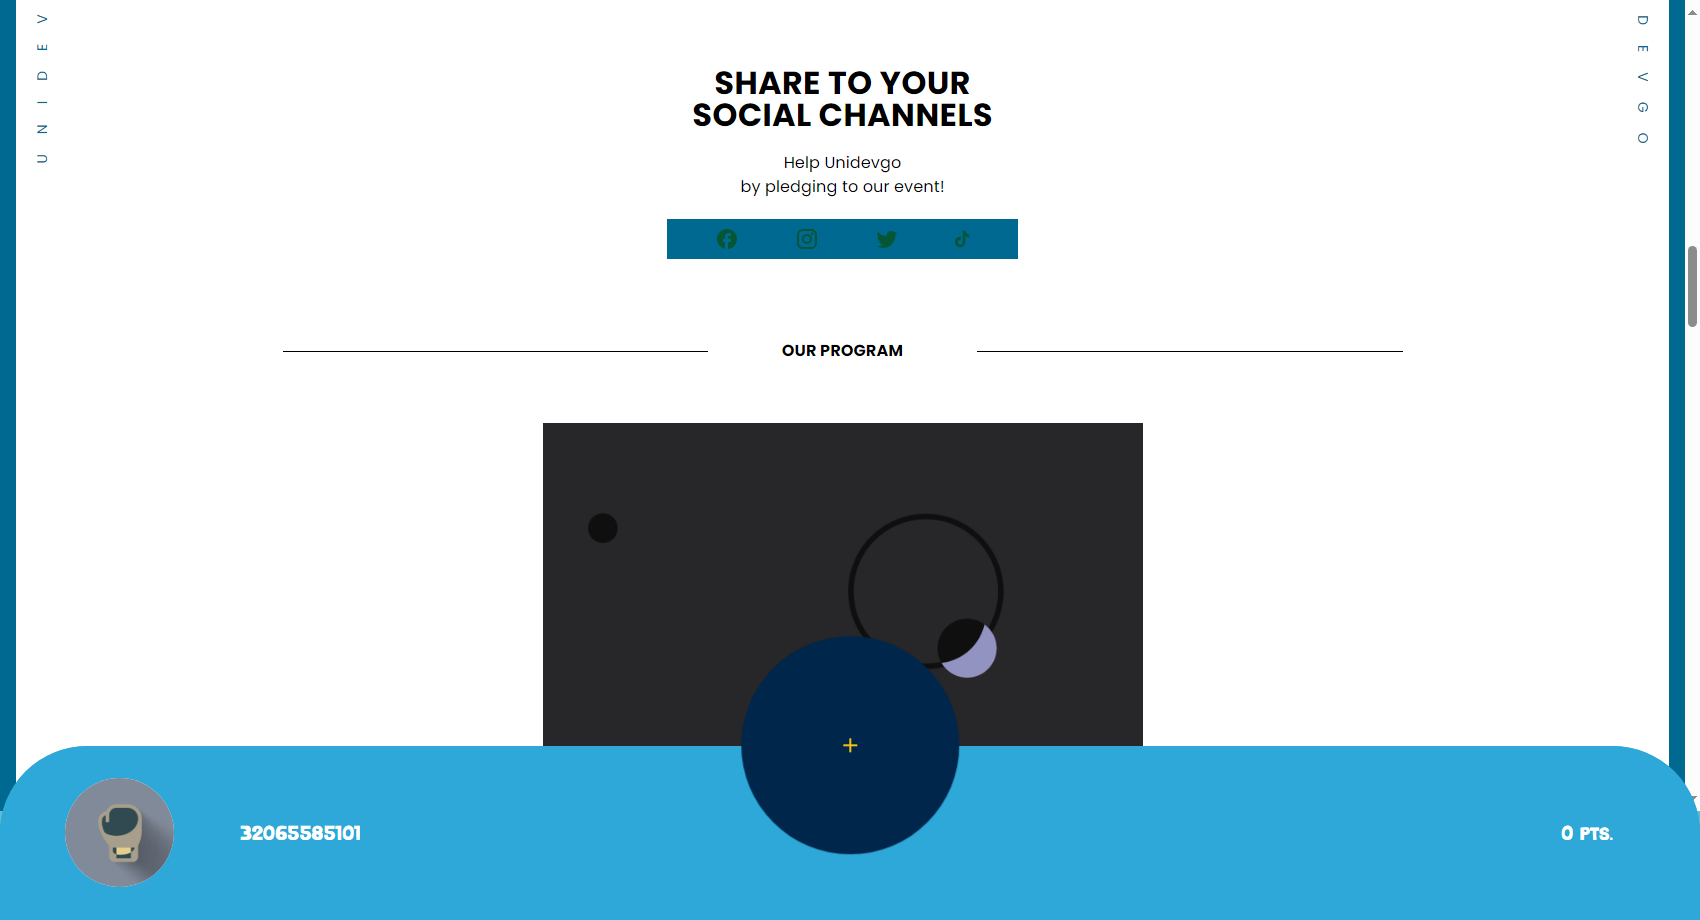 UNIDEV
DEVGO
SHARE TO YOUR
SOCIAL CHANNELS
Help Unidevgo
by pledging to our event!
OUR PROGRAM
+
32065585101
0 PTS.